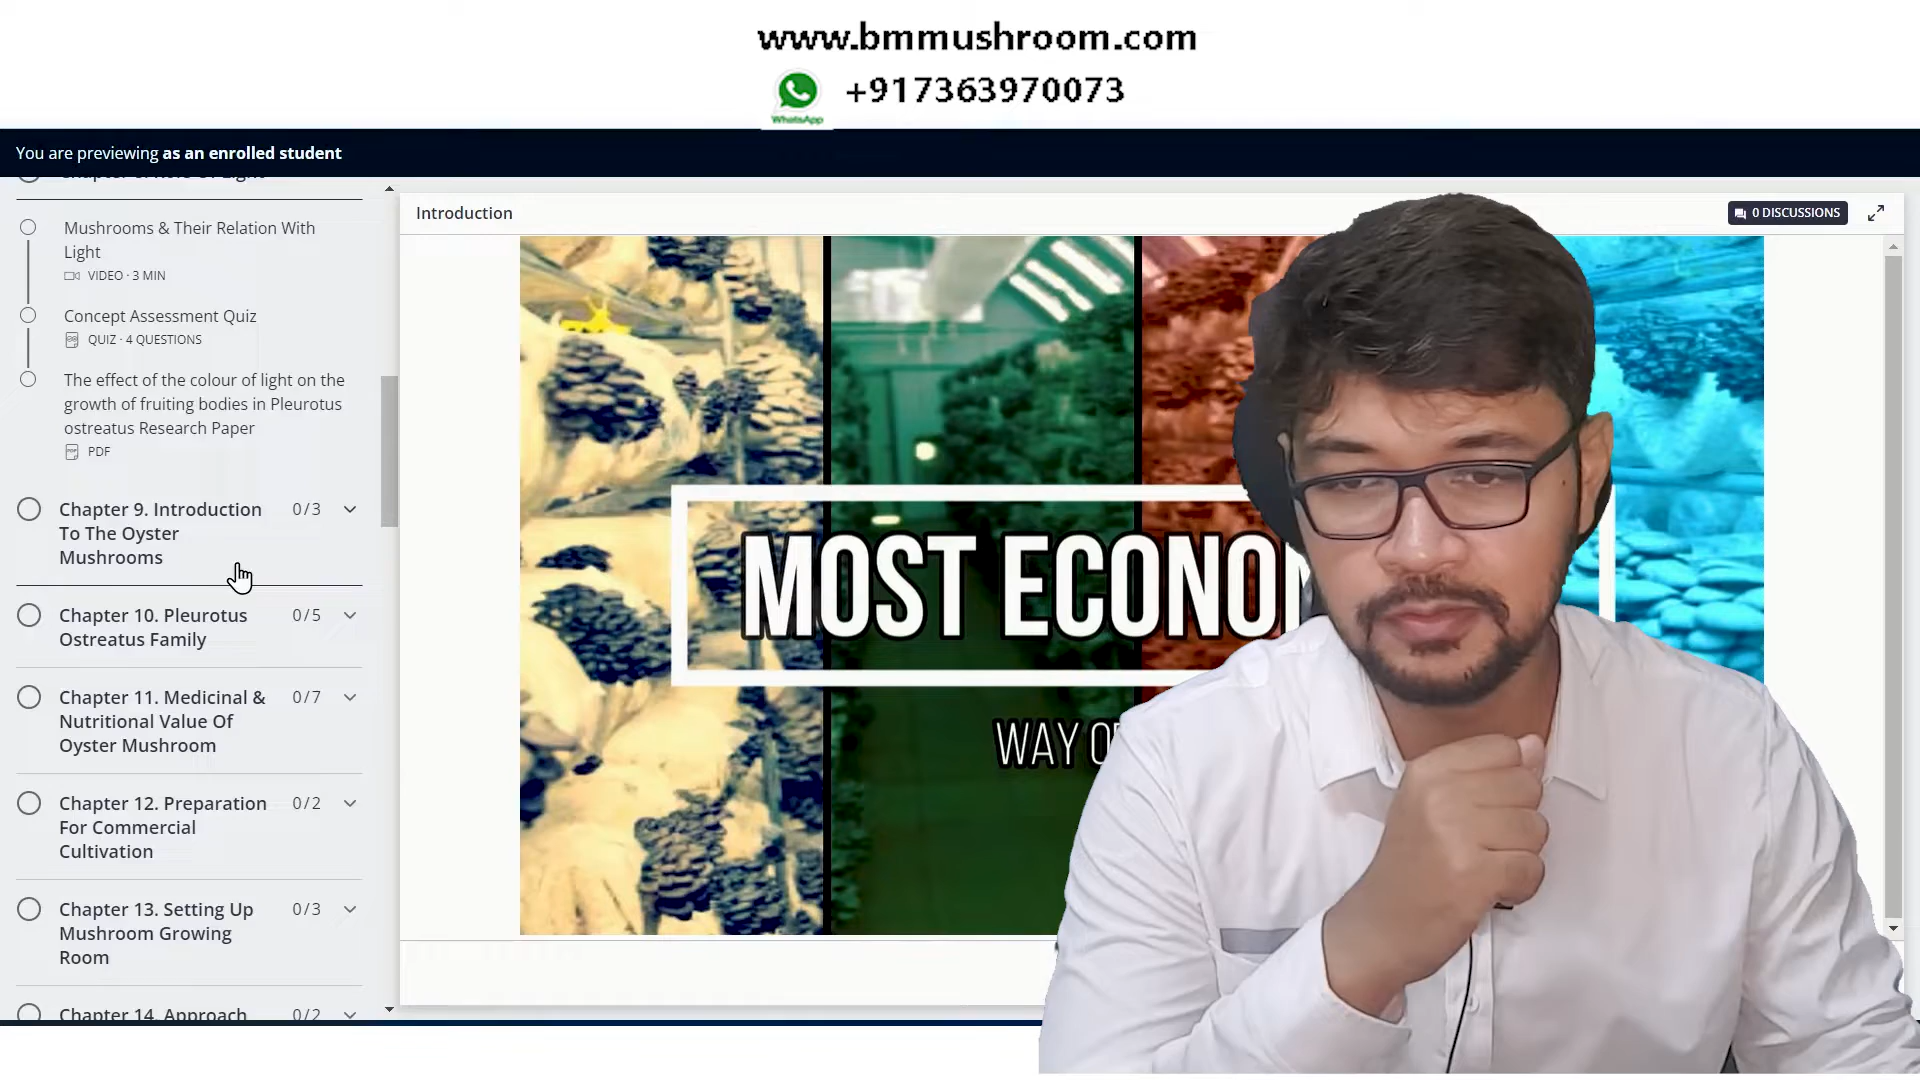 www.bmmushroom.com
WhatsApp
+917363970073
You are previewing as an enrolled student
Introduction
0 DISCUSSIONS
Mushrooms & Their Relation With
Light
VIDEO · 3 MIN
Concept Assessment Quiz
QUIZ · 4 QUESTIONS
The effect of the colour of light on the
growth of fruiting bodies in Pleurotus
ostreatus Research Paper
PDF
Chapter 9. Introduction 0/3
To The Oyster
Mushrooms
Chapter 10. Pleurotus 0/5
Ostreatus Family
Chapter 11. Medicinal & 0/7
Nutritional Value Of
Oyster Mushroom
Chapter 12. Preparation 0/2
For Commercial
Cultivation
Chapter 13. Setting Up 0/3
Mushroom Growing
Room
Chapter 14. Approach 0/2
MOST
WAY